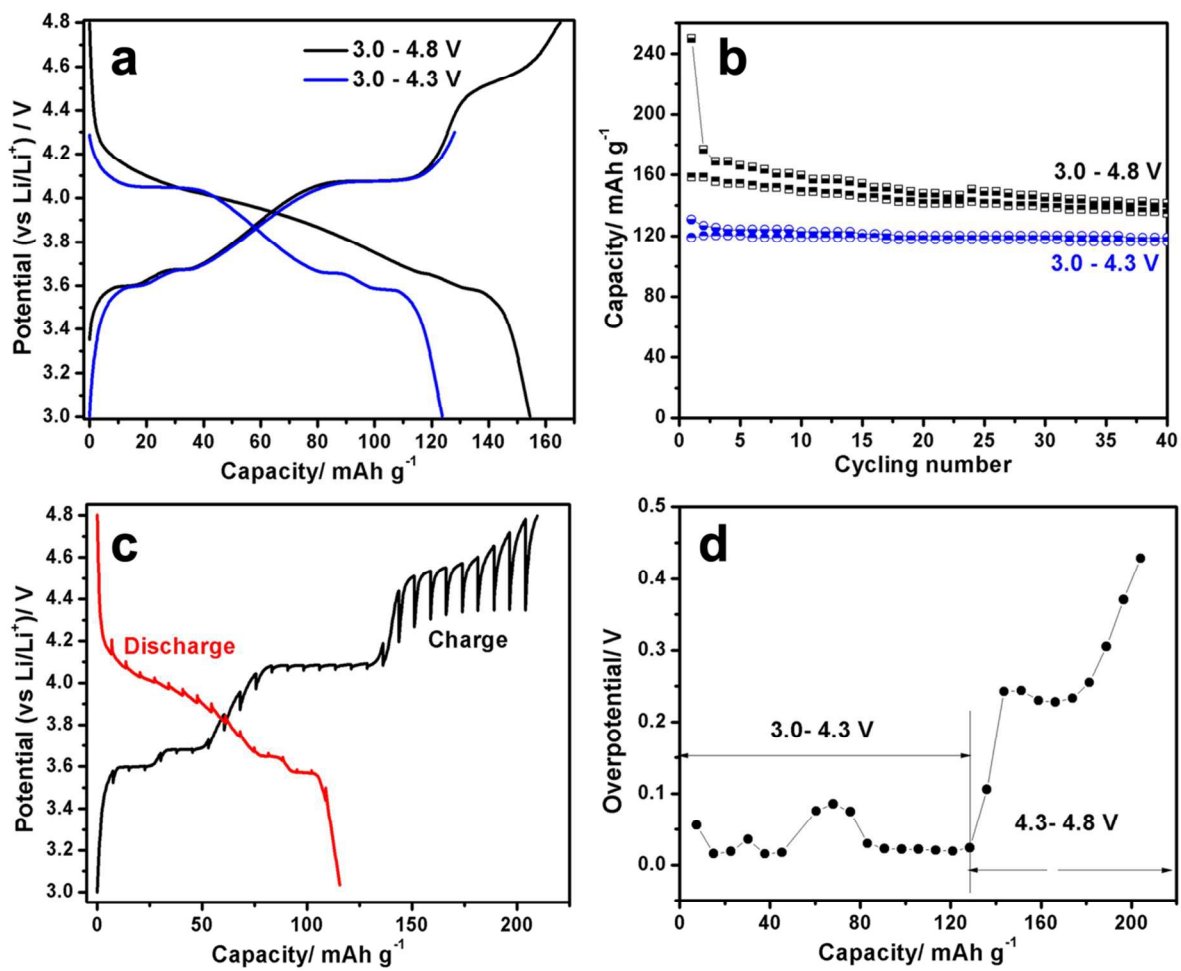 a
3.0 - 4.8 V
3.0 - 4.3 V
4.8
4.6
4.4
4.2
4.0
3.8
3.6
3.4
3.2
3.0
Potential (vs Li/Li⁺) / V
0 20 40 60 80 100 120 140 160
Capacity/ mAh g⁻¹
b
240
200
160
120
80
40
0
Capacity/ mAh g⁻¹
3.0 - 4.8 V
3.0 - 4.3 V
0 5 10 15 20 25 30 35 40
Cycling number
c
4.8
4.6
4.4
4.2
4.0
3.8
3.6
3.4
3.2
3.0
Potential (vs Li/Li⁺)/ V
Discharge
Charge
0 50 100 150 200
Capacity/ mAh g⁻¹
d
0.5
0.4
0.3
0.2
0.1
0.0
Overpotential/ V
3.0- 4.3 V
4.3- 4.8 V
0 40 80 120 160 200
Capacity/ mAh g⁻¹